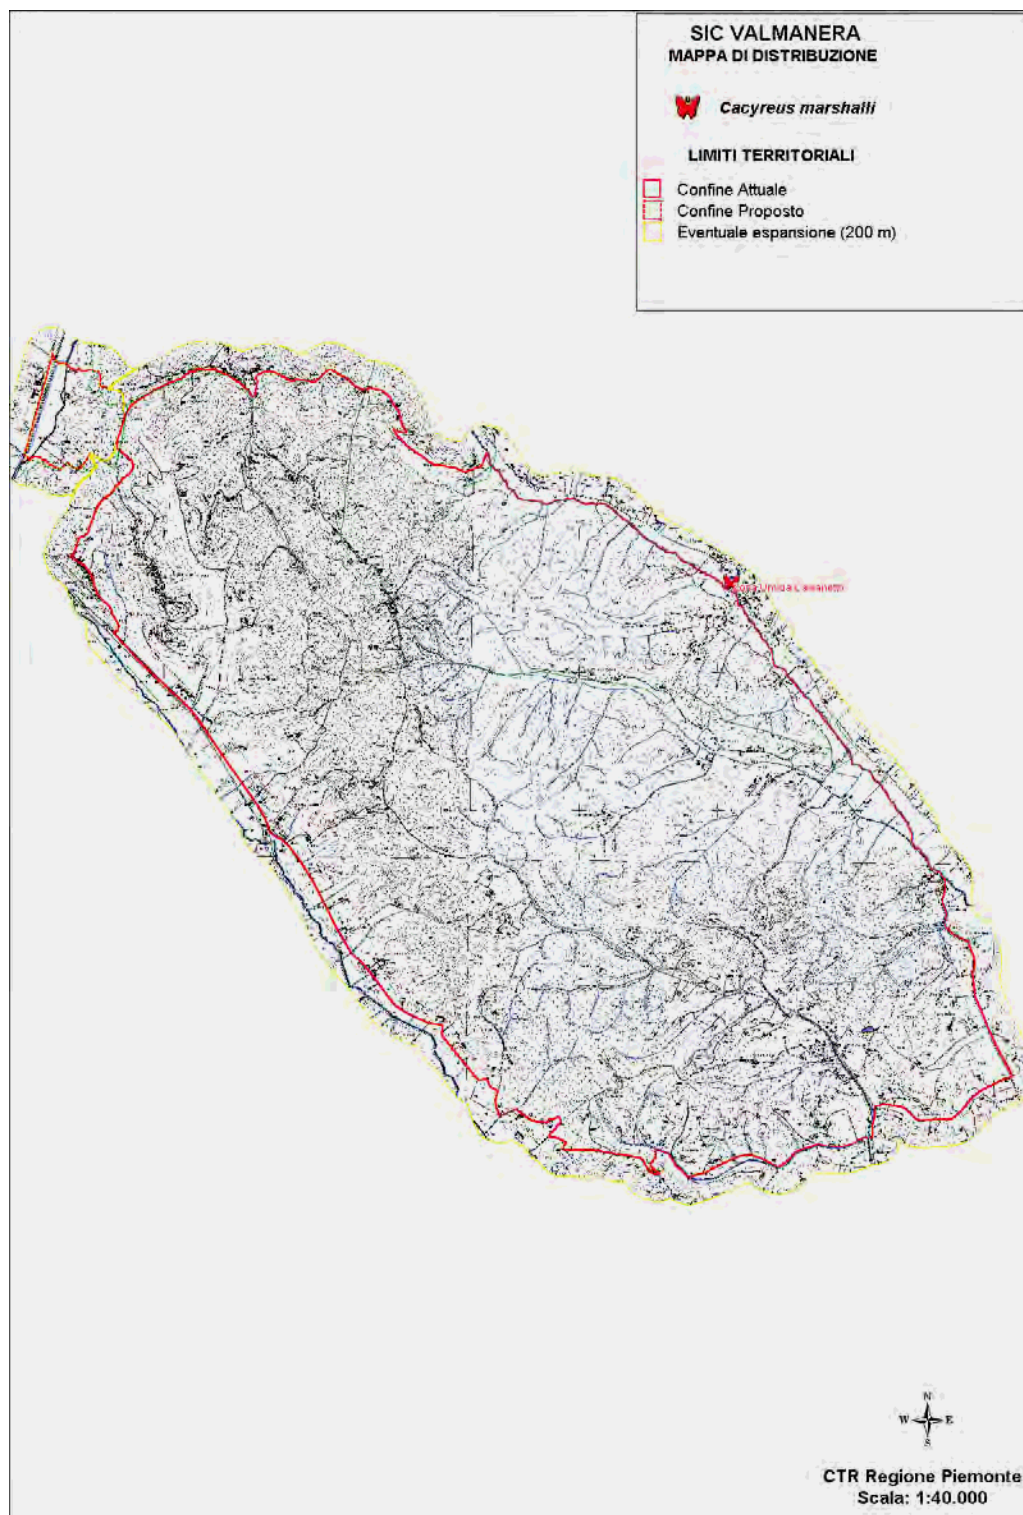 SIC VALMANERA
MAPPA DI DISTRIBUZIONE
Cacyreus marshalli
LIMITI TERRITORIALI
Confine Attuale
Confine Proposto
Eventuale espansione (200 m)
N
W E
S
CTR Regione Piemonte
Scala: 1:40.000